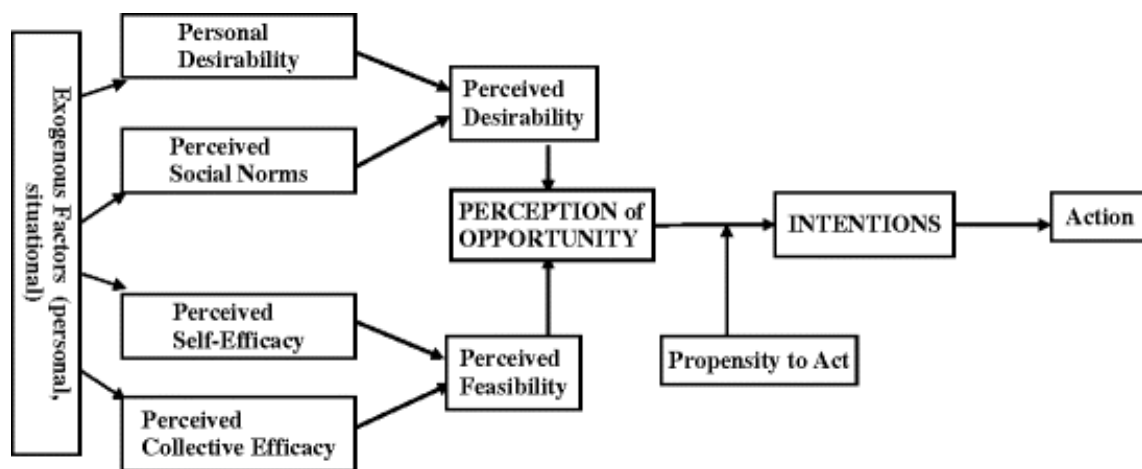 Exogenous Factors (personal,
situational)
Personal
Desirability
Perceived
Social Norms
Perceived
Self-Efficacy
Perceived
Collective Efficacy
Perceived
Desirability
PERCEPTION of
OPPORTUNITY
Perceived
Feasibility
Propensity to Act
INTENTIONS
Action